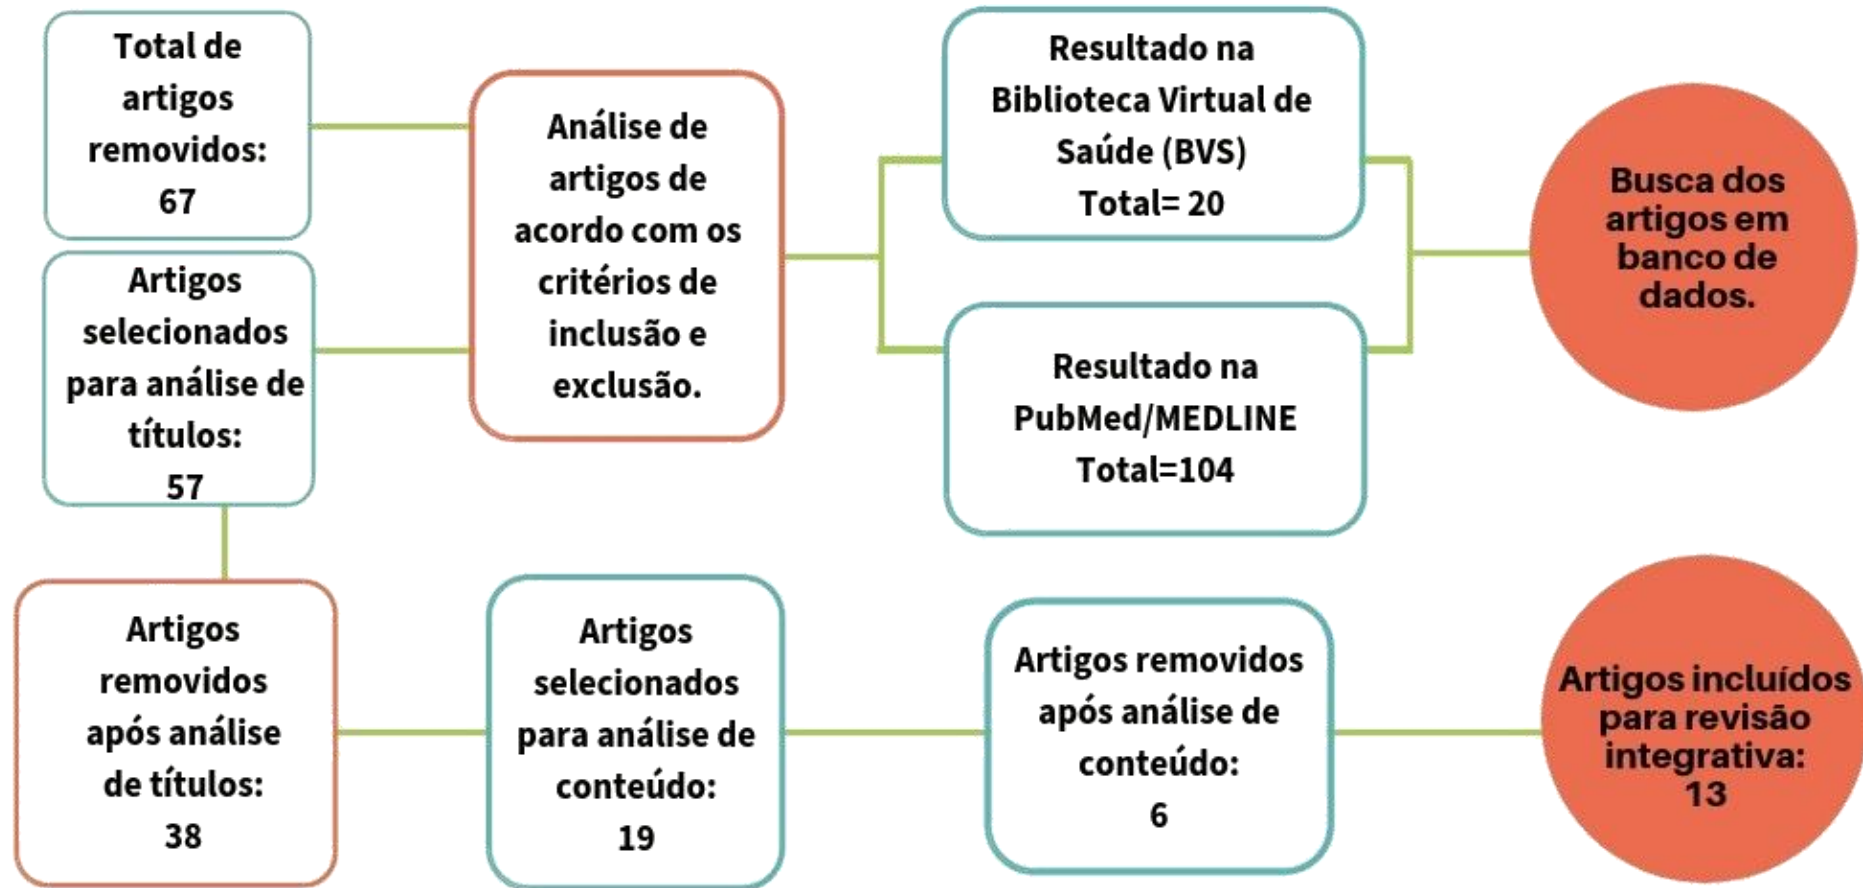 Total de
artigos
removidos:
67
Análise de
artigos de
acordo com os
critérios de
inclusão e
exclusão.
Resultado na
Biblioteca Virtual de
Saúde (BVS)
Total= 20
Busca dos
artigos em
banco de
dados.
Artigos
selecionados
para análise de
títulos:
57
Resultado na
PubMed/MEDLINE
Total=104
Artigos
removidos
após análise
de títulos:
38
Artigos
selecionados
para análise de
conteúdo:
19
Artigos removidos
após análise de
conteúdo:
6
Artigos incluídos
para revisão
integrativa:
13